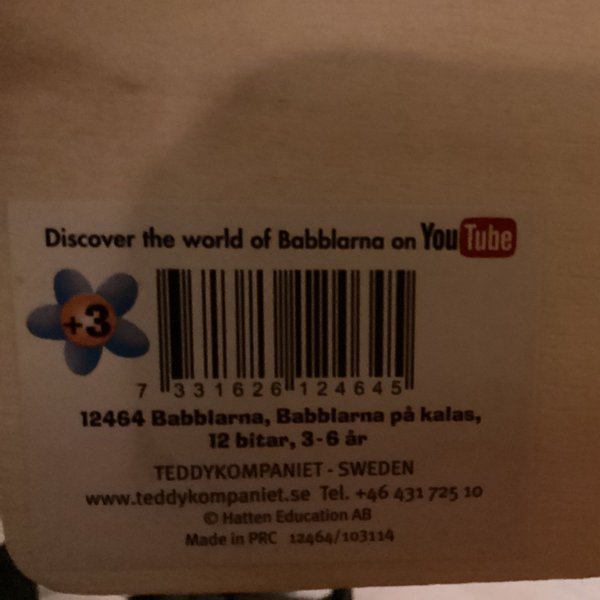 Discover the world of Babblarna on YouTube
+3
7 331626 124645
12464 Babblarna, Babblarna på kalas,
12 bitar, 3-6 år
TEDDYKOMPANIET - SWEDEN
www.teddykompaniet.se Tel. +46 431 725 10
© Hatten Education AB
Made in PRC 12464/103114